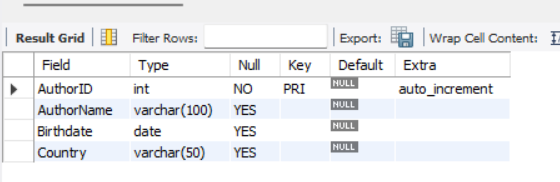 Result Grid Filter Rows: Export: Wrap Cell Content:
Field Type Null Key Default Extra
AuthorID int NO PRI NULL auto_increment
AuthorName varchar(100) YES NULL
Birthdate date YES NULL
Country varchar(50) YES NULL